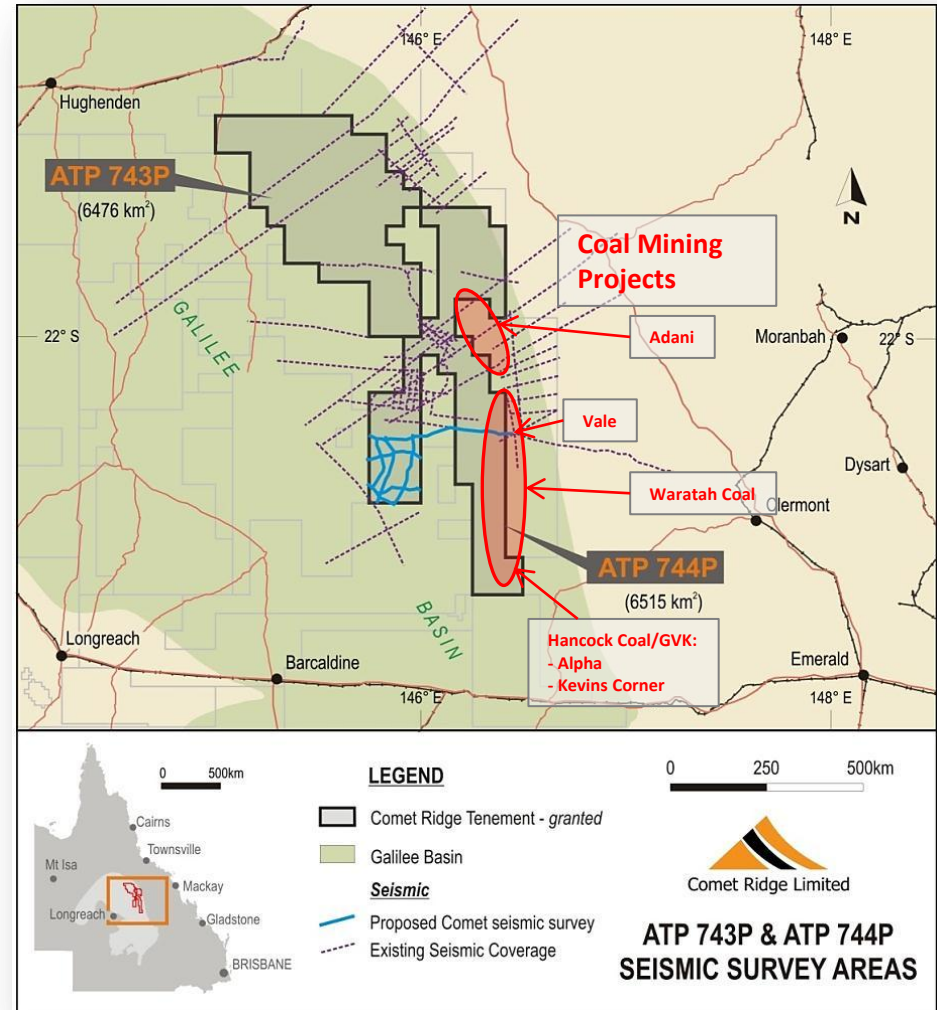 146° E
148° E
Hughenden
ATP 743P
(6476 km²)
N
Coal Mining
Projects
GALILEE
22° S
Adani
Moranbah
22° S
Vale
Dysart
Waratah Coal
Clermont
ATP 744P
(6515 km²)
BASIN
Hancock Coal/GVK:
- Alpha
- Kevins Corner
Longreach
Barcaldine
Emerald
146° E
148° E
0 500km
Cairns
Townsville
Mt Isa
Mackay
Longreach
Gladstone
BRISBANE
LEGEND
Comet Ridge Tenement - granted
Galilee Basin
Seismic
Proposed Comet seismic survey
Existing Seismic Coverage
0 250 500km
Comet Ridge Limited
ATP 743P & ATP 744P
SEISMIC SURVEY AREAS